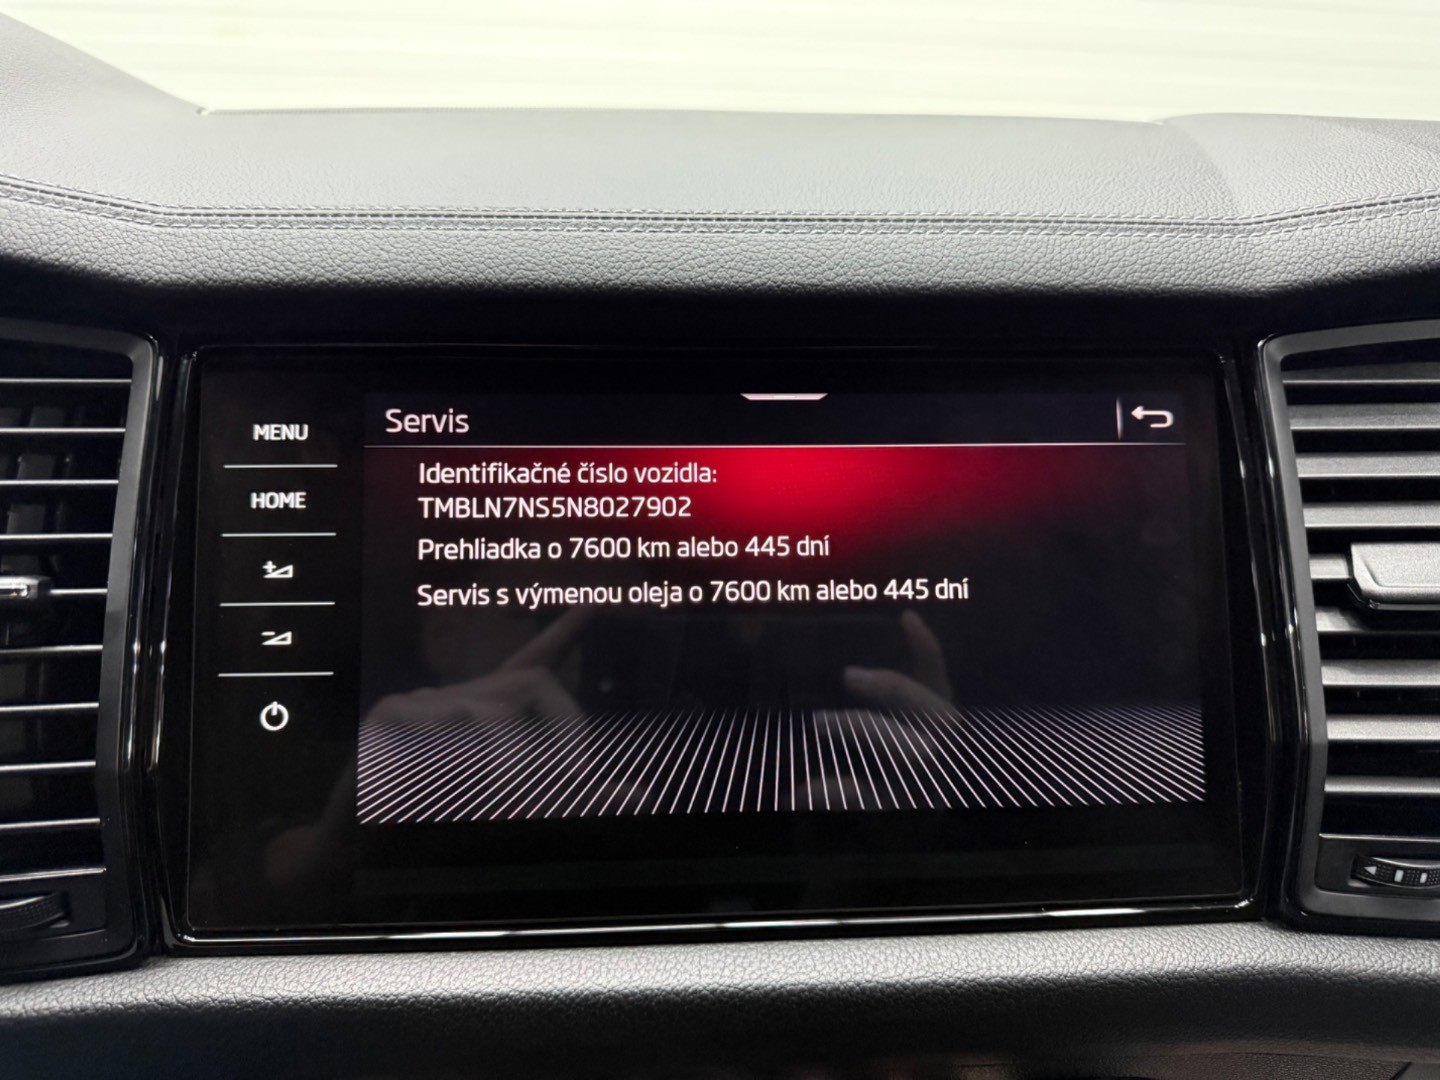 Servis
MENU
Identifikačné číslo vozidla:
HOME
TMBLN7NS5N8027902
Prehliadka o 7600 km alebo 445 dní
Servis s výmenou oleja o 7600 km alebo 445 dní